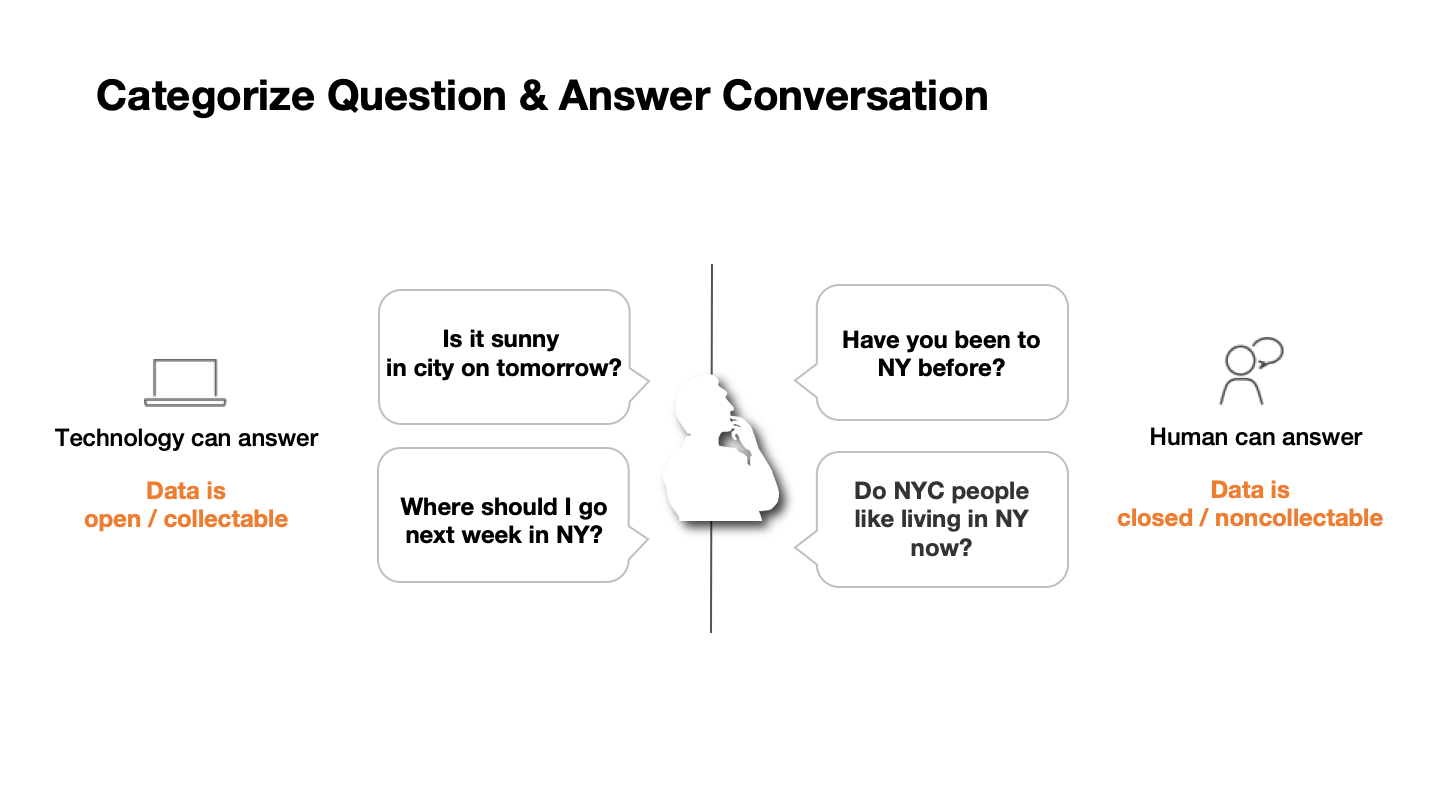 Categorize Question & Answer Conversation
Is it sunny
in city on tomorrow?
Where should I go
next week in NY?
Technology can answer
Data is
open / collectable
Have you been to
NY before?
Do NYC people
like living in NY
now?
Human can answer
Data is
closed / noncollectable